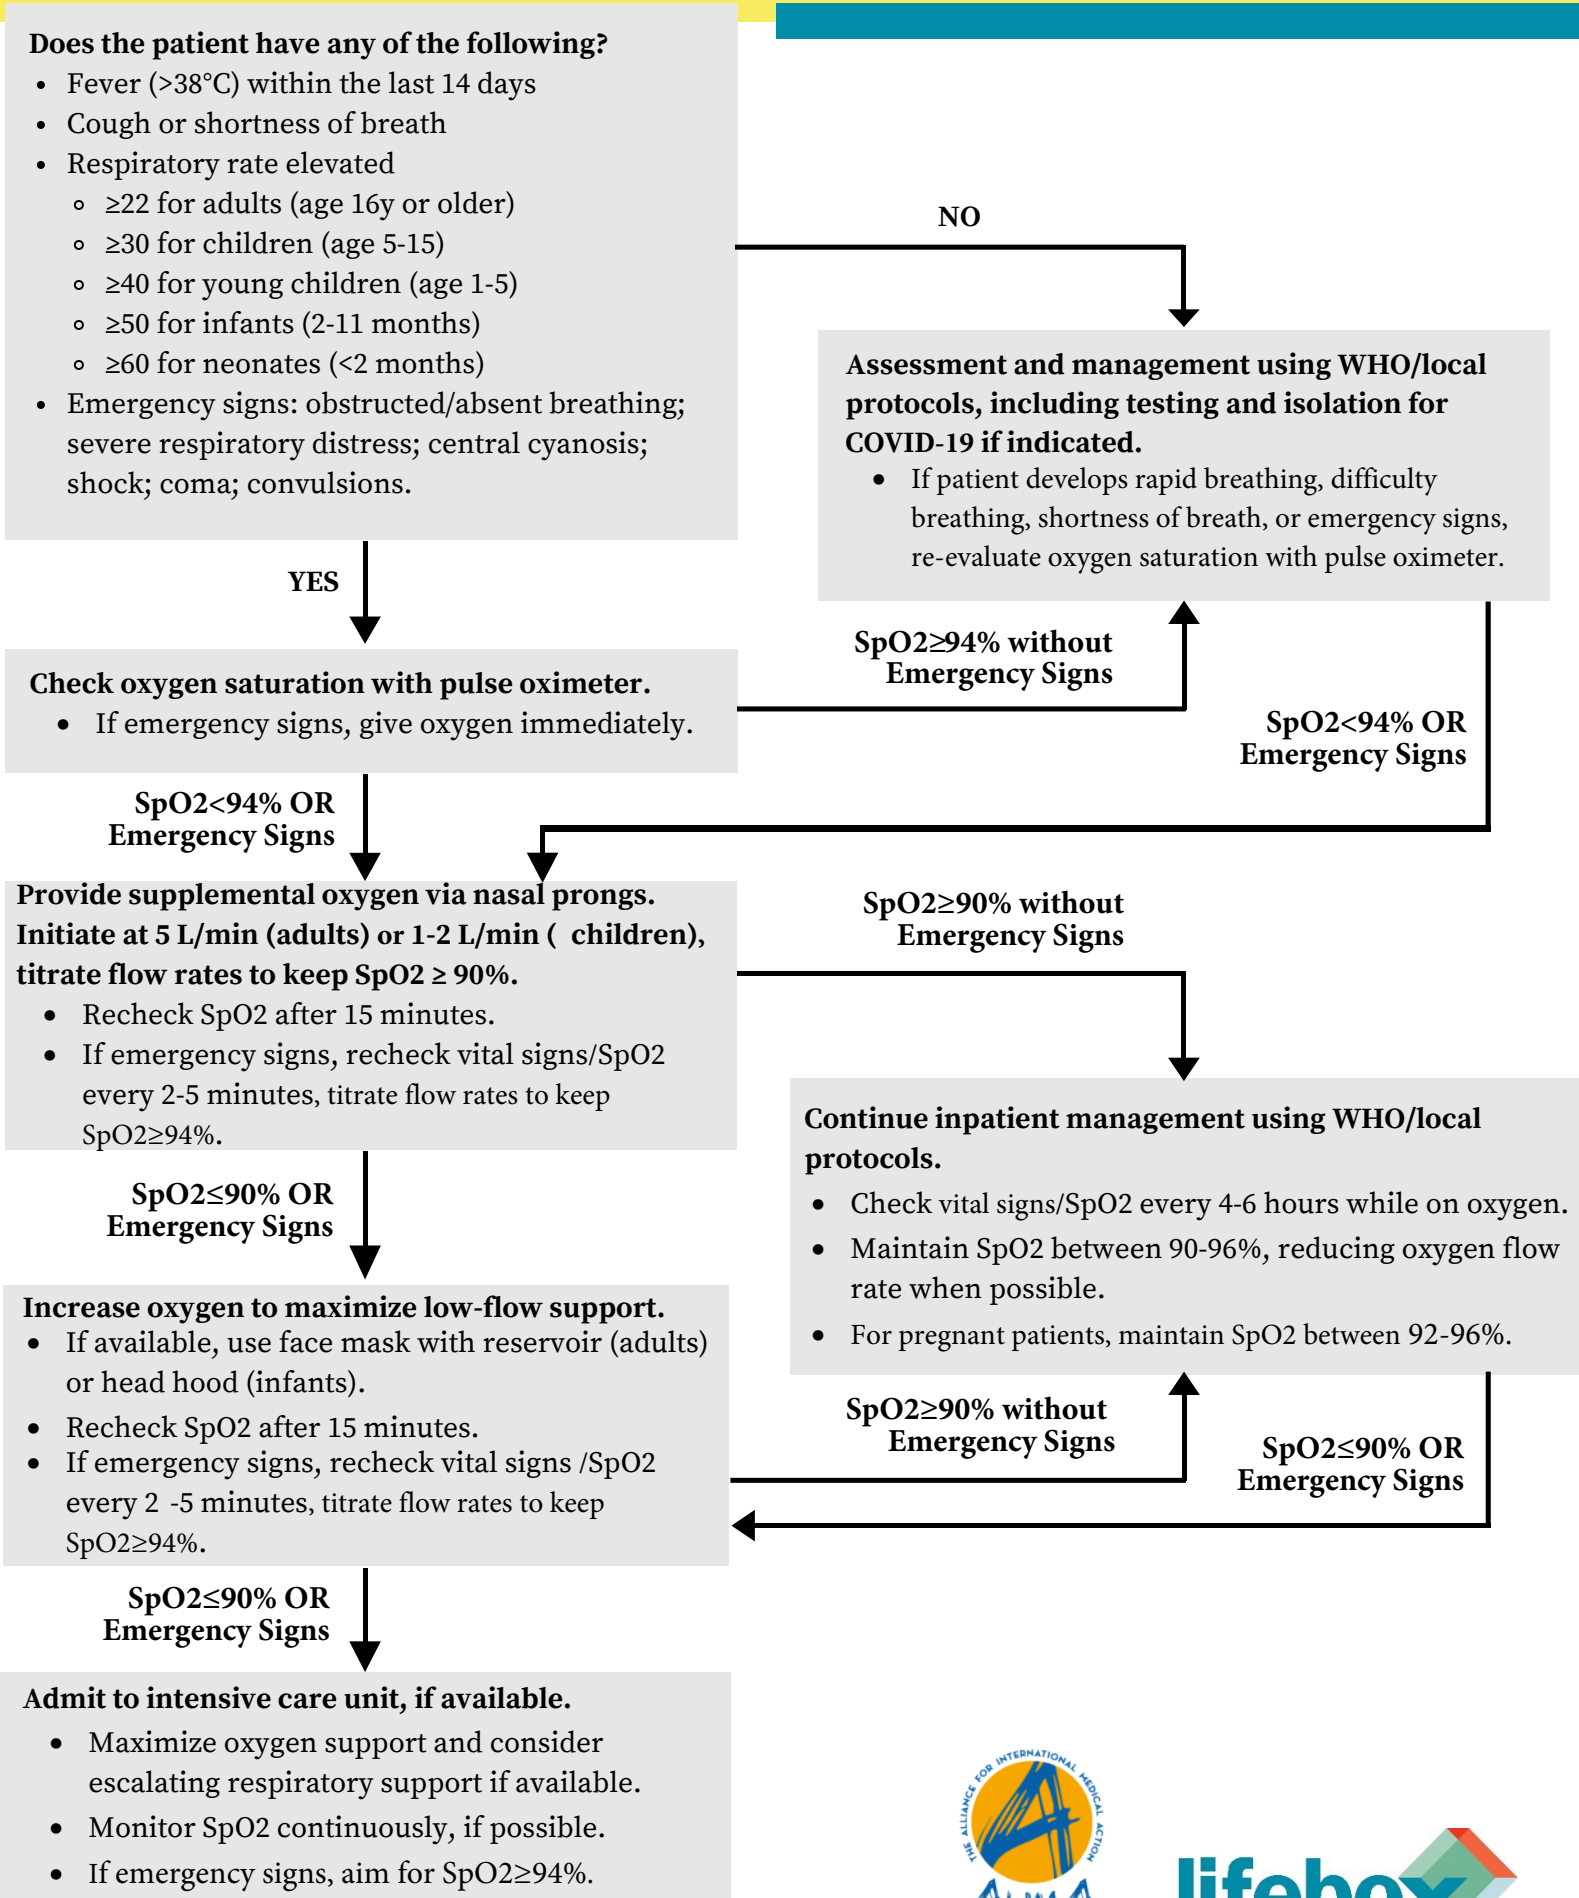 Does the patient have any of the following?
• Fever (>38°C) within the last 14 days
• Cough or shortness of breath
• Respiratory rate elevated
◦ ≥22 for adults (age 16y or older)
◦ ≥30 for children (age 5-15)
◦ ≥40 for young children (age 1-5)
◦ ≥50 for infants (2-11 months)
◦ ≥60 for neonates (<2 months)
• Emergency signs: obstructed/absent breathing;
severe respiratory distress; central cyanosis;
shock; coma; convulsions.
NO
Assessment and management using WHO/local
protocols, including testing and isolation for
COVID-19 if indicated.
• If patient develops rapid breathing, difficulty
breathing, shortness of breath, or emergency signs,
re-evaluate oxygen saturation with pulse oximeter.
YES
SpO2≥94% without
Emergency Signs
Check oxygen saturation with pulse oximeter.
• If emergency signs, give oxygen immediately.
SpO2<94% OR
Emergency Signs
SpO2<94% OR
Emergency Signs
Provide supplemental oxygen via nasal prongs.
Initiate at 5 L/min (adults) or 1-2 L/min ( children),
titrate flow rates to keep SpO2 ≥ 90%.
• Recheck SpO2 after 15 minutes.
• If emergency signs, recheck vital signs/SpO2
every 2-5 minutes, titrate flow rates to keep
SpO2≥94%.
SpO2≥90% without
Emergency Signs
Continue inpatient management using WHO/local
protocols.
• Check vital signs/SpO2 every 4-6 hours while on oxygen.
• Maintain SpO2 between 90-96%, reducing oxygen flow
rate when possible.
• For pregnant patients, maintain SpO2 between 92-96%.
SpO2≤90% OR
Emergency Signs
Increase oxygen to maximize low-flow support.
• If available, use face mask with reservoir (adults)
or head hood (infants).
• Recheck SpO2 after 15 minutes.
• If emergency signs, recheck vital signs /SpO2
every 2 -5 minutes, titrate flow rates to keep
SpO2≥94%.
SpO2≥90% without
Emergency Signs
SpO2≤90% OR
Emergency Signs
SpO2≤90% OR
Emergency Signs
Admit to intensive care unit, if available.
• Maximize oxygen support and consider
escalating respiratory support if available.
• Monitor SpO2 continuously, if possible.
• If emergency signs, aim for SpO2≥94%.
THE ALLIANCE FOR INTERNATIONAL MEDICAL ACTION
lifebox